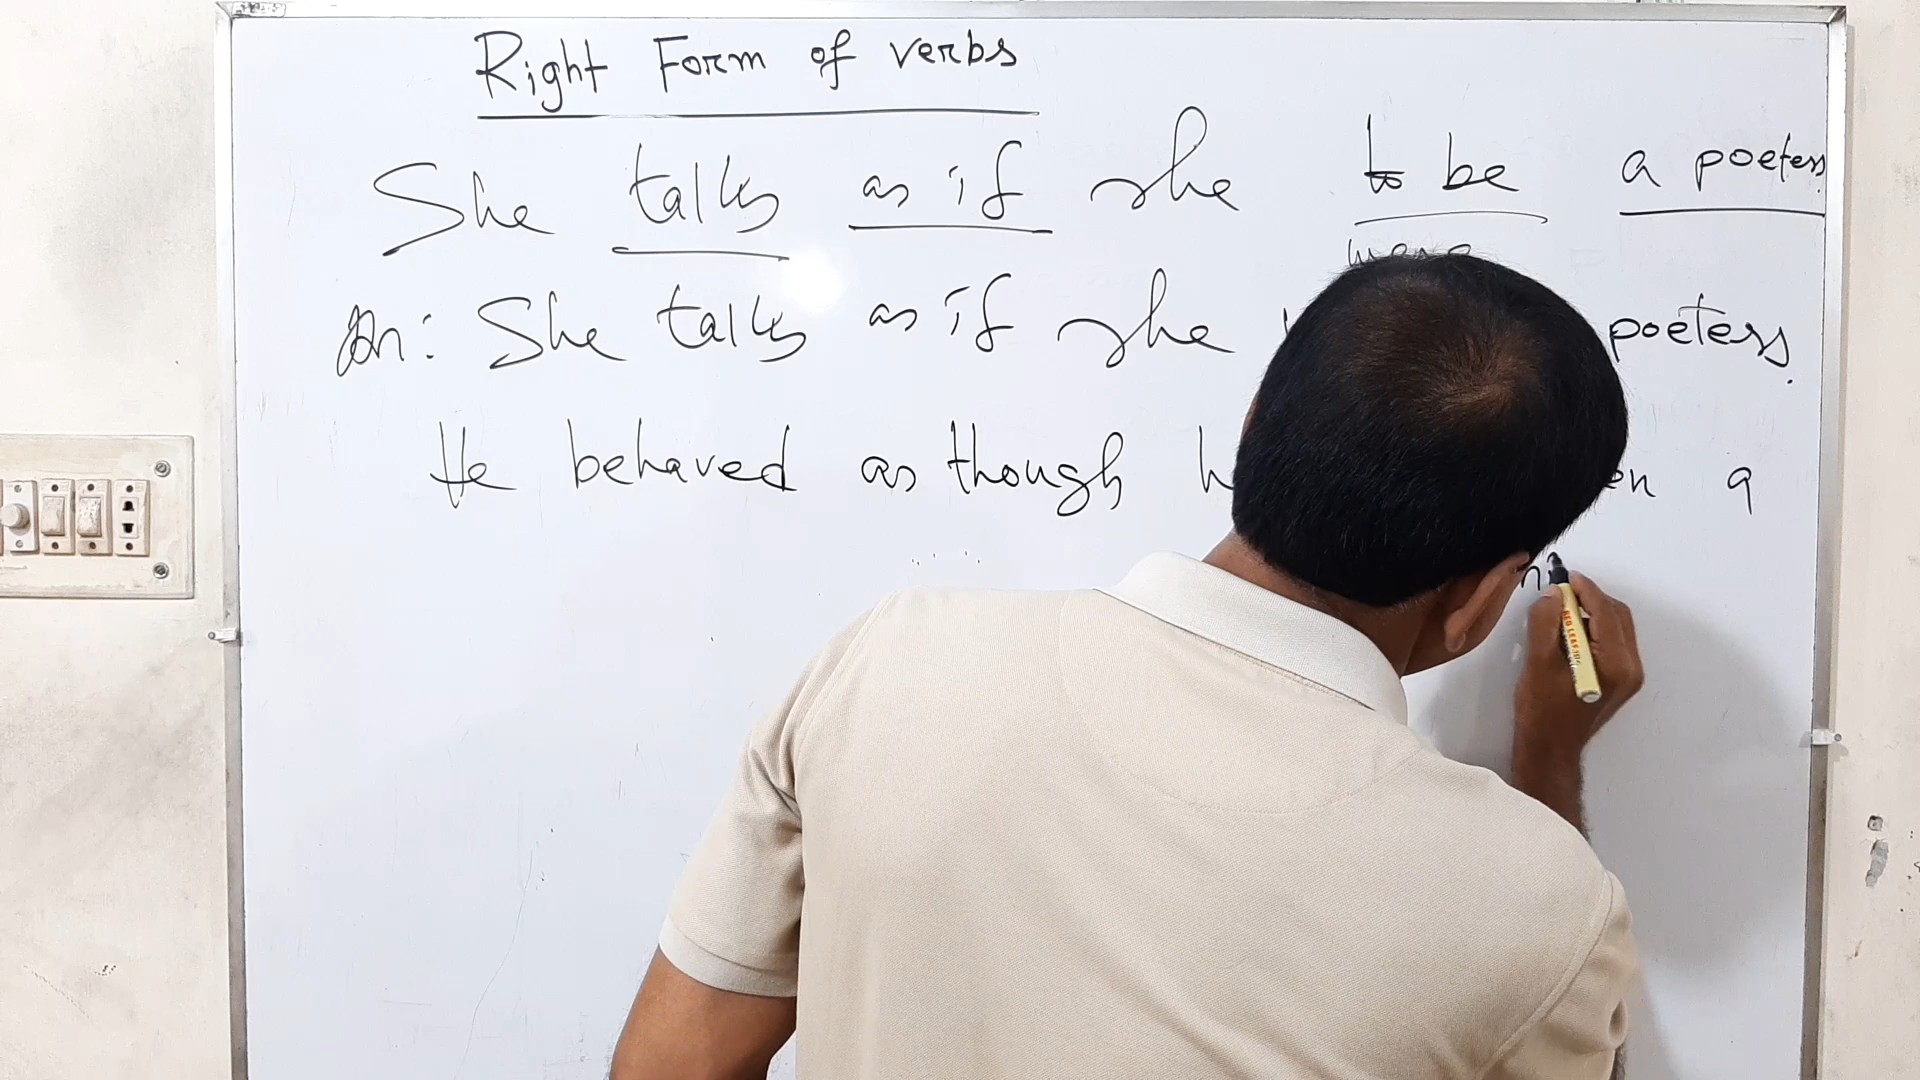 Right Form of verbs
She talks as if she to be a poetess
were
An: She talks as if she poetess.
He behaved as though a